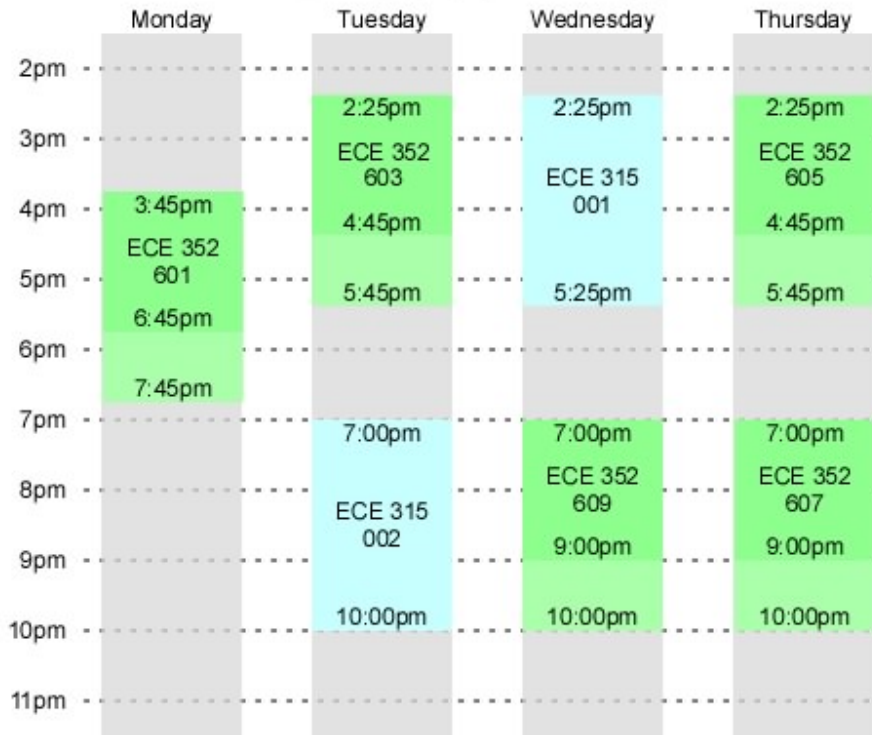 Monday Tuesday Wednesday Thursday
2pm
2:25pm 2:25pm 2:25pm
3pm
ECE 352 ECE 352
603 ECE 315 605
3:45pm 001
4pm
4:45pm 4:45pm
ECE 352
601
5pm
5:45pm 5:25pm 5:45pm
6:45pm
6pm
7:45pm
7pm
7:00pm 7:00pm 7:00pm
8pm
ECE 352 ECE 352
ECE 315 609 607
002
9:00pm 9:00pm
9pm
10:00pm 10:00pm 10:00pm
10pm
11pm